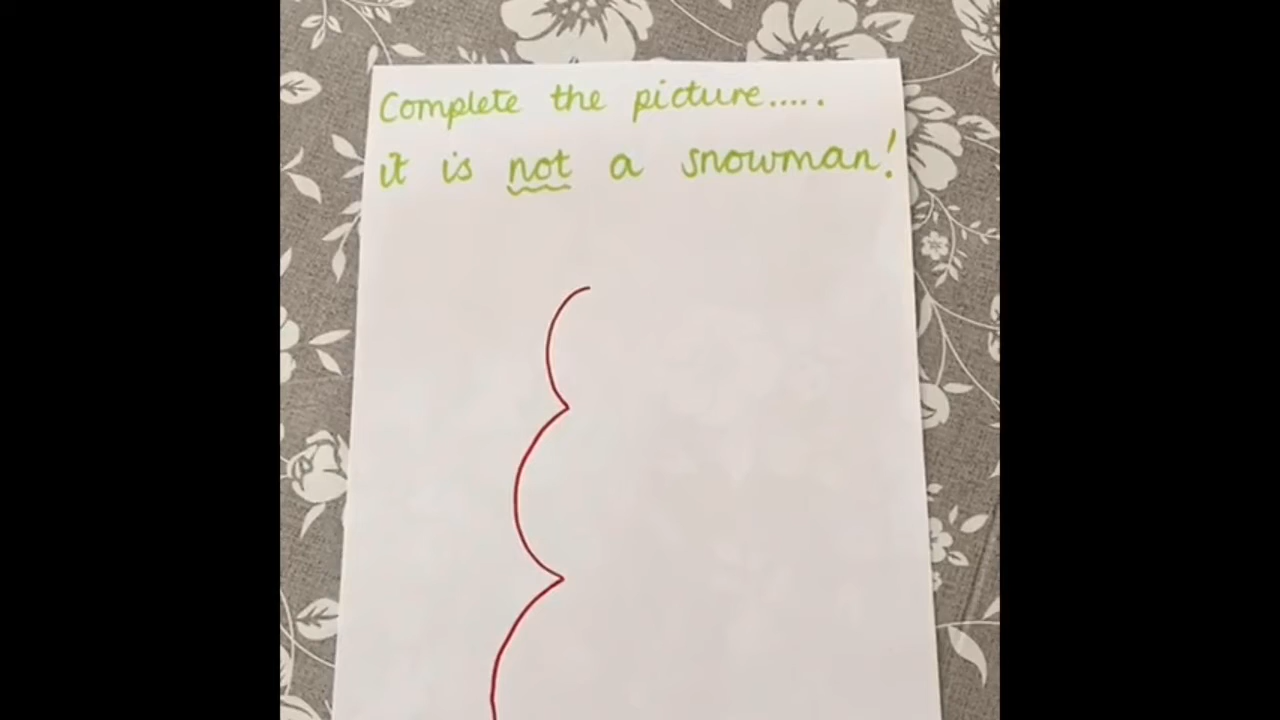 Complete the picture.....
it is not a snowman!